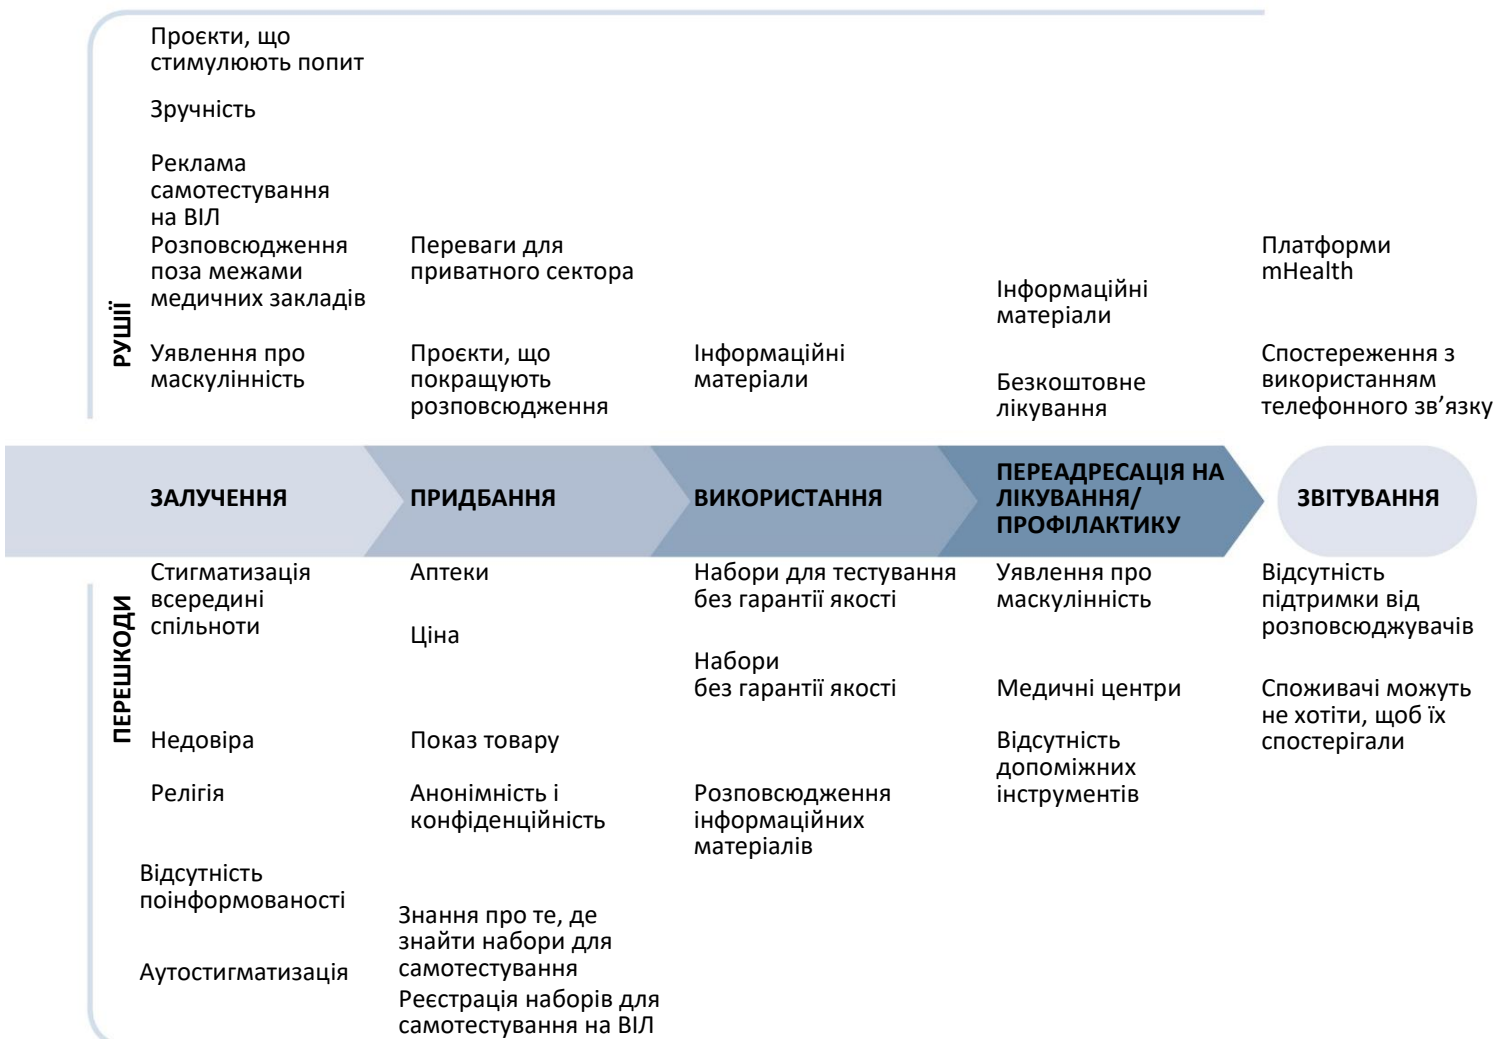 Проєкти, що
стимулюють попит
Зручність
Реклама
самотестування
на ВІЛ
Розповсюдження
поза межами
медичних закладів
Уявлення про
маскулінність
Переваги для
приватного сектора
Проєкти, що
покращують
розповсюдження
Інформаційні
матеріали
Інформаційні
матеріали
Безкоштовне
лікування
Платформи
mHealth
Спостереження з
використанням
телефонного зв’язку
РУШІЇ
ЗАЛУЧЕННЯ
ПРИДБАННЯ
ВИКОРИСТАННЯ
ПЕРЕАДРЕСАЦІЯ НА
ЛІКУВАННЯ/
ПРОФІЛАКТИКУ
ЗВІТУВАННЯ
ПЕРЕШКОДИ
Стигматизація
всередині
спільноти
Недовіра
Релігія
Відсутність
поінформованості
Аутостигматизація
Аптеки
Ціна
Показ товару
Анонімність і
конфіденційність
Знання про те, де
знайти набори для
самотестування
Реєстрація наборів для
самотестування на ВІЛ
Набори для тестування
без гарантії якості
Набори
без гарантії якості
Розповсюдження
інформаційних
матеріалів
Уявлення про
маскулінність
Медичні центри
Відсутність
допоміжних
інструментів
Відсутність
підтримки від
розповсюджувачів
Споживачі можуть
не хотіти, щоб їх
спостерігали